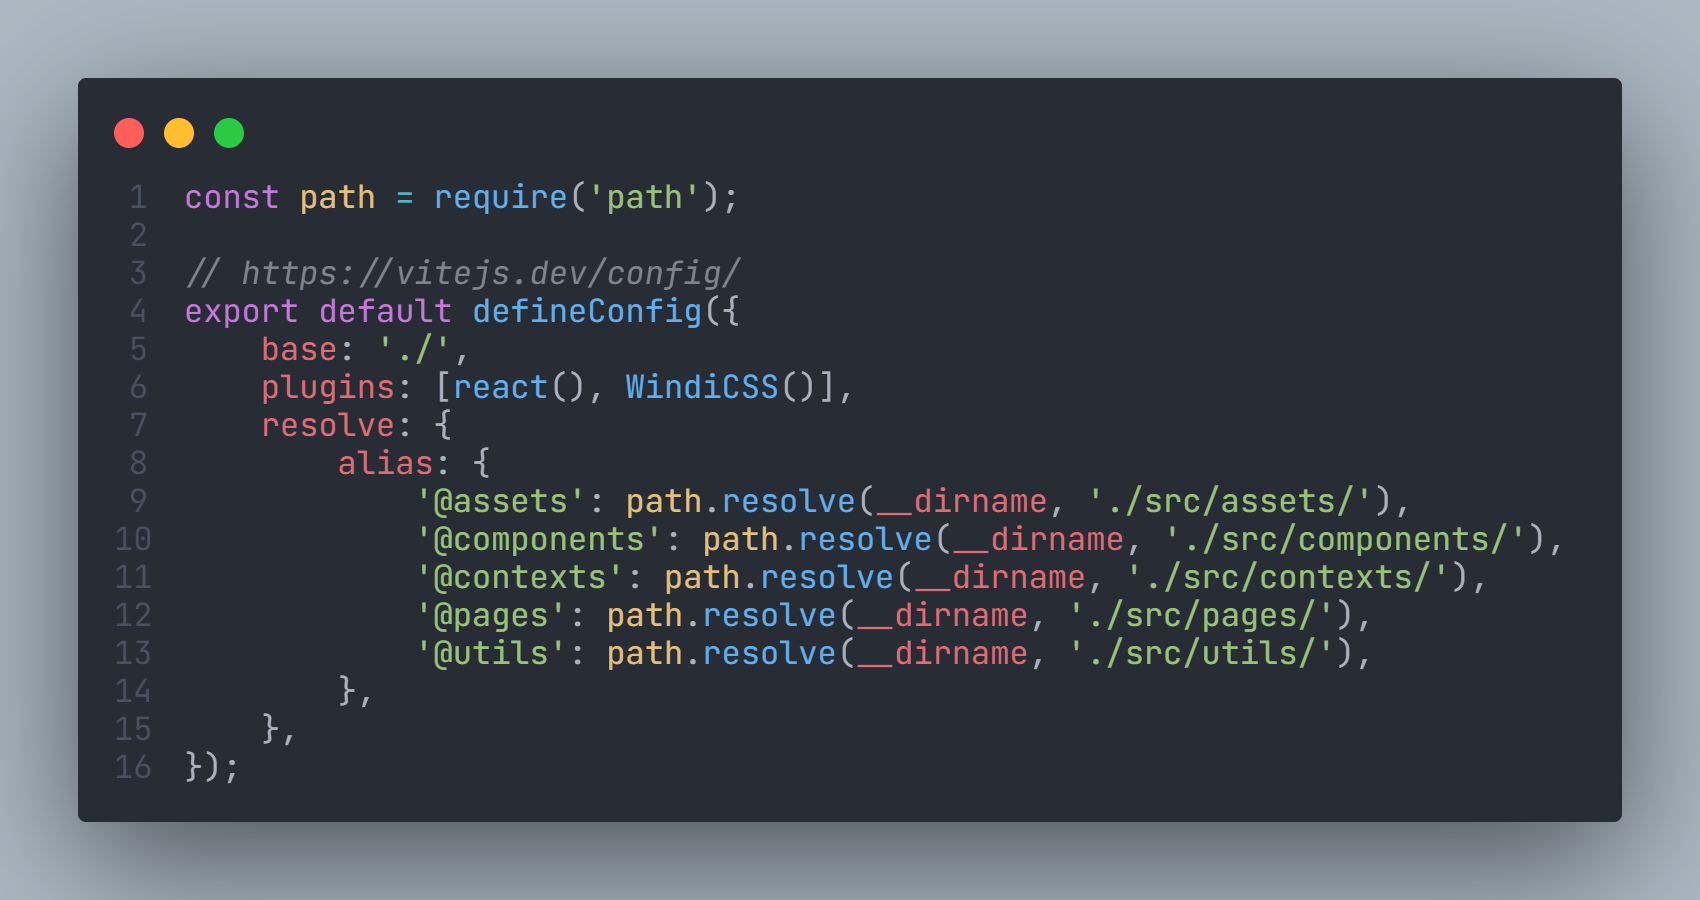 1 const path = require('path');
2
3 // https://vitejs.dev/config/
4 export default defineConfig({
5     base: './',
6     plugins: [react(), WindiCSS()],
7     resolve: {
8         alias: {
9             '@assets': path.resolve(__dirname, './src/assets/'),
10             '@components': path.resolve(__dirname, './src/components/'),
11             '@contexts': path.resolve(__dirname, './src/contexts/'),
12             '@pages': path.resolve(__dirname, './src/pages/'),
13             '@utils': path.resolve(__dirname, './src/utils/'),
14         },
15     },
16 });